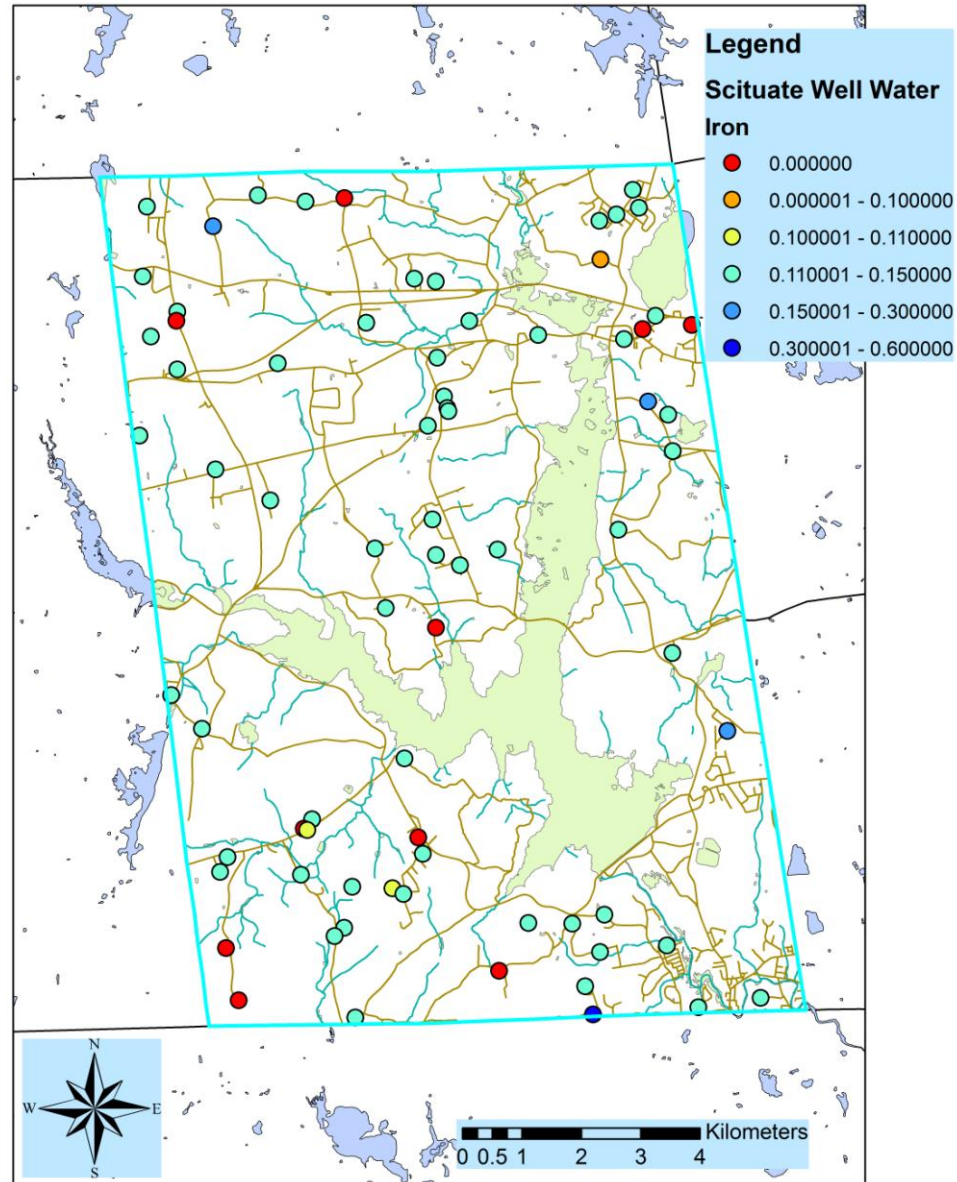 Legend
Scituate Well Water
Iron
0.000000
0.000001 - 0.100000
0.100001 - 0.110000
0.110001 - 0.150000
0.150001 - 0.300000
0.300001 - 0.600000
N
W E
S
Kilometers
0 0.5 1 2 3 4